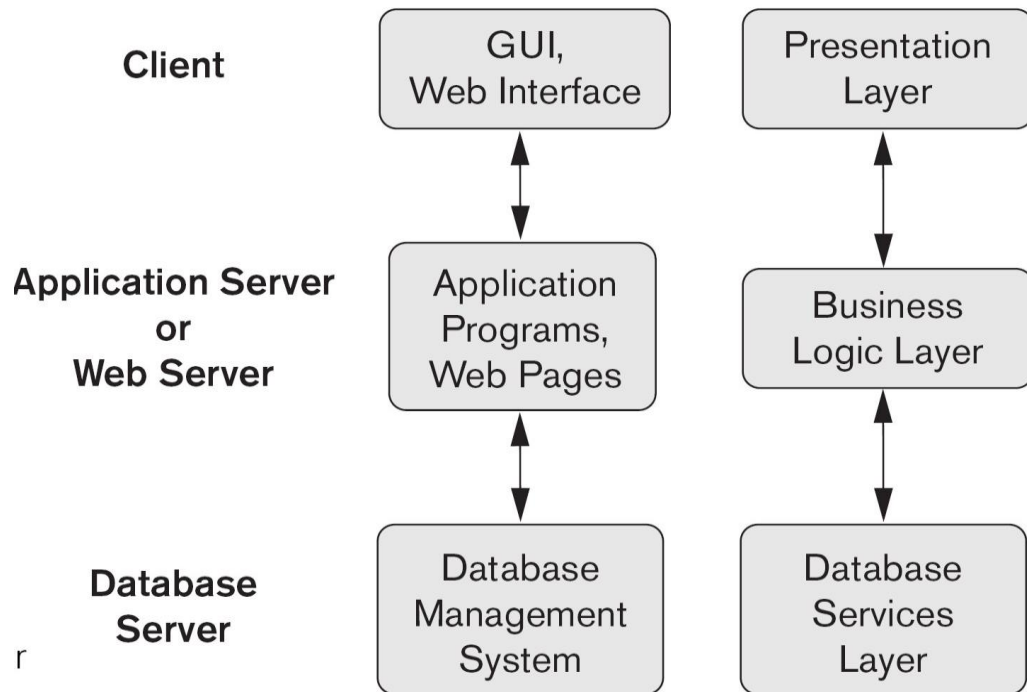 Client
GUI,
Web Interface
Presentation
Layer
Application Server
or
Web Server
Application
Programs,
Web Pages
Business
Logic Layer
Database
Server
Database
Management
System
Database
Services
Layer
r